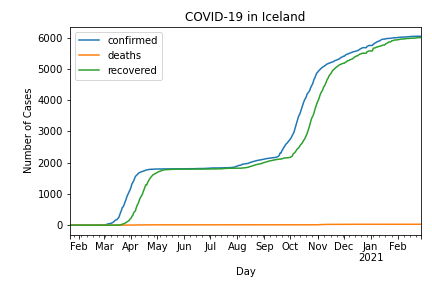 COVID-19 in Iceland
confirmed
deaths
recovered
Number of Cases
6000
5000
4000
3000
2000
1000
0
Feb Mar Apr May Jun Jul Aug Sep Oct Nov Dec Jan Feb
2021
Day